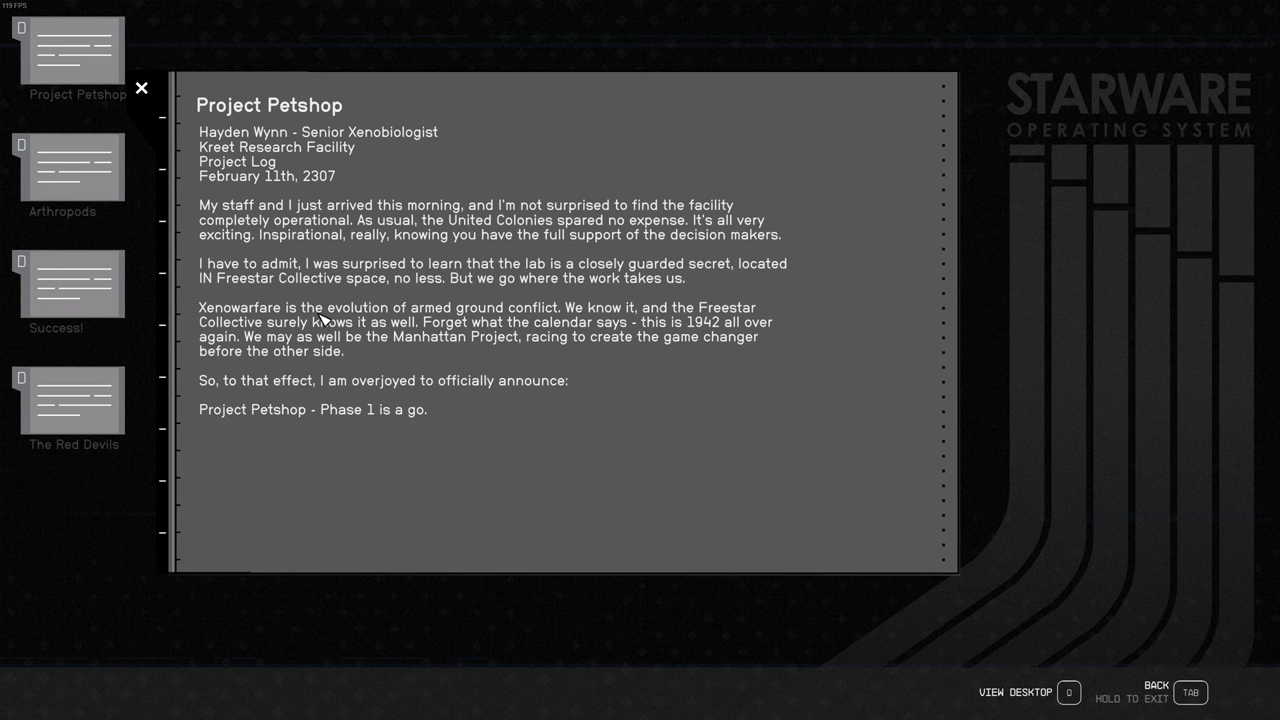 119 FPS
Project Petshop
Arthropods
Success!
The Red Devils
Project Petshop
Hayden Wynn - Senior Xenobiologist
Kreet Research Facility
Project Log
February 11th, 2307
My staff and I just arrived this morning, and I'm not surprised to find the facility
completely operational. As usual, the United Colonies spared no expense. It's all very
exciting. Inspirational, really, knowing you have the full support of the decision makers.
I have to admit, I was surprised to learn that the lab is a closely guarded secret, located
IN Freestar Collective space, no less. But we go where the work takes us.
Xenowarfare is the evolution of armed ground conflict. We know it, and the Freestar
Collective surely knows it as well. Forget what the calendar says - this is 1942 all over
again. We may as well be the Manhattan Project, racing to create the game changer
before the other side.
So, to that effect, I am overjoyed to officially announce:
Project Petshop - Phase 1 is a go.
STARWARE
OPERATING SYSTEM
VIEW DESKTOP Q
BACK
HOLD TO EXIT TAB